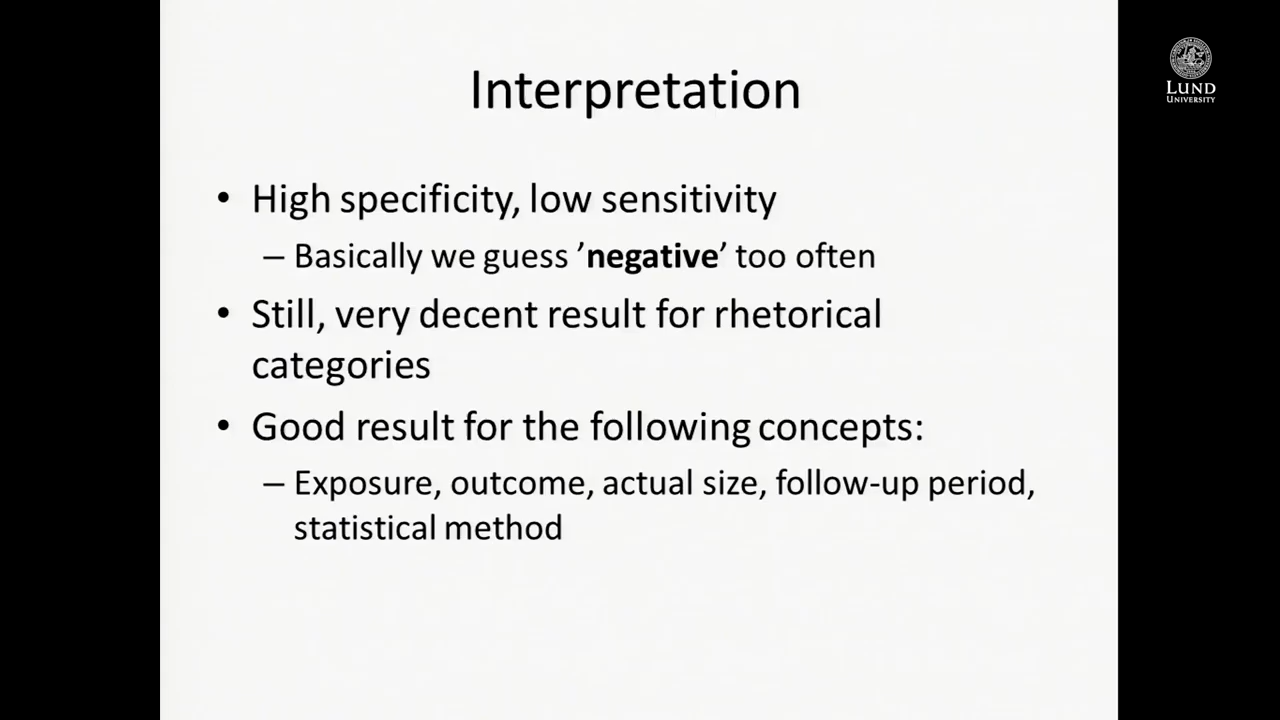 Interpretation
LUND
UNIVERSITY
• High specificity, low sensitivity
– Basically we guess ’negative’ too often
• Still, very decent result for rhetorical
categories
• Good result for the following concepts:
– Exposure, outcome, actual size, follow-up period,
statistical method